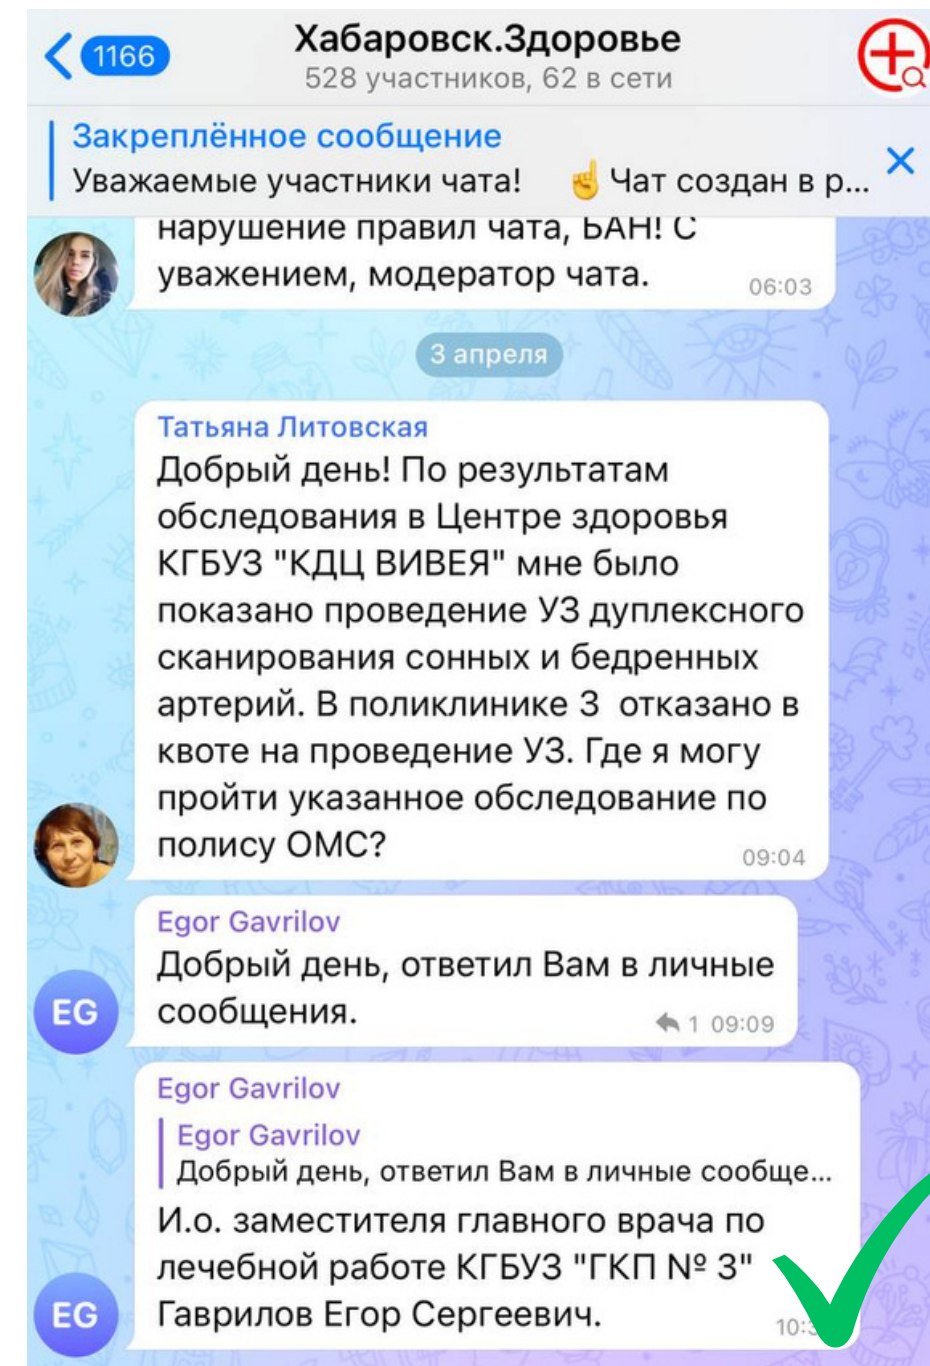 1166
Хабаровск.Здоровье
528 участников, 62 в сети
Закреплённое сообщение
Уважаемые участники чата! ☝️ Чат создан в р...
нарушение правил чата, БАН! С
уважением, модератор чата.
06:03
3 апреля
Татьяна Литовская
Добрый день! По результатам
обследования в Центре здоровья
КГБУЗ "КДЦ ВИВЕЯ" мне было
показано проведение УЗ дуплексного
сканирования сонных и бедренных
артерий. В поликлинике 3 отказано в
квоте на проведение УЗ. Где я могу
пройти указанное обследование по
полису ОМС?
09:04
Egor Gavrilov
Добрый день, ответил Вам в личные
сообщения.
1 09:09
EG
Egor Gavrilov
Egor Gavrilov
Добрый день, ответил Вам в личные сообще...
И.о. заместителя главного врача по
лечебной работе КГБУЗ "ГКП № 3"
Гаврилов Егор Сергеевич.
EG